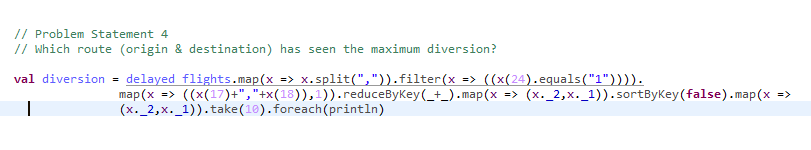 // Problem Statement 4
// Which route (origin & destination) has seen the maximum diversion?
val diversion = delayed_flights.map(x => x.split(",")).filter(x => ((x(24).equals("1")))).
map(x => ((x(17)+","+x(18)),1)).reduceByKey(_+_).map(x => (x._2,x._1)).sortByKey(false).map(x =>
(x._2,x._1)).take(10).foreach(println)